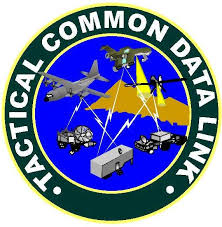 • TACTICAL COMMON DATA LINK •